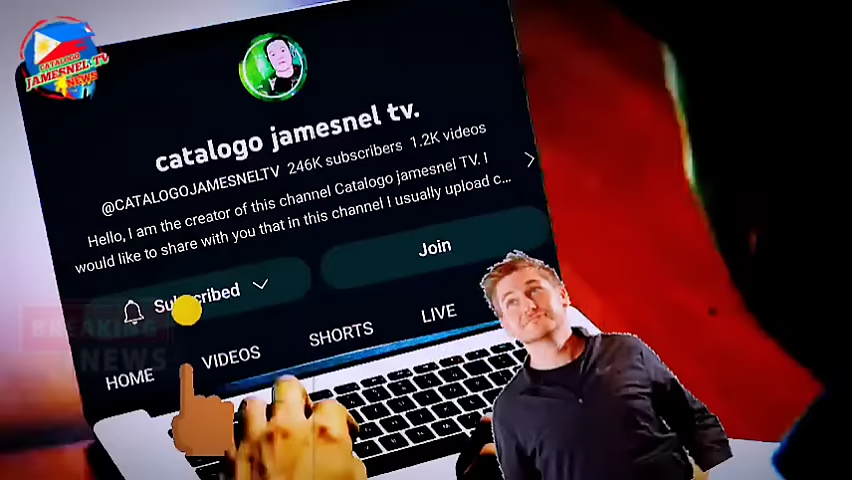 CATALOGO
JAMESNEL TV
NEWS
catalogo jamesnel tv.
@CATALOGOJAMESNELTV 246K subscribers 1.2K videos
Hello, I am the creator of this channel Catalogo jamesnel TV. I
would like to share with you that in this channel I usually upload c...
Subscribed
Join
HOME
VIDEOS
SHORTS
LIVE
BREAKING
NEWS